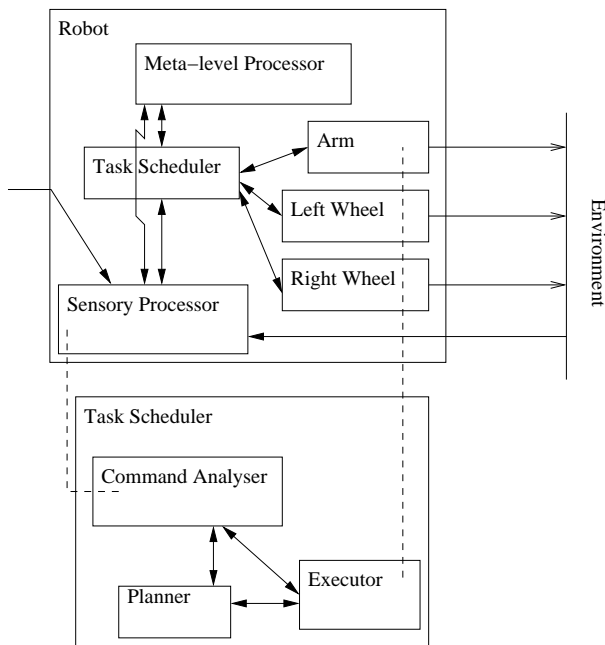 Robot
Meta-level Processor
Arm
Task Scheduler
Left Wheel
Right Wheel
Sensory Processor
Environment
Task Scheduler
Command Analyser
Executor
Planner